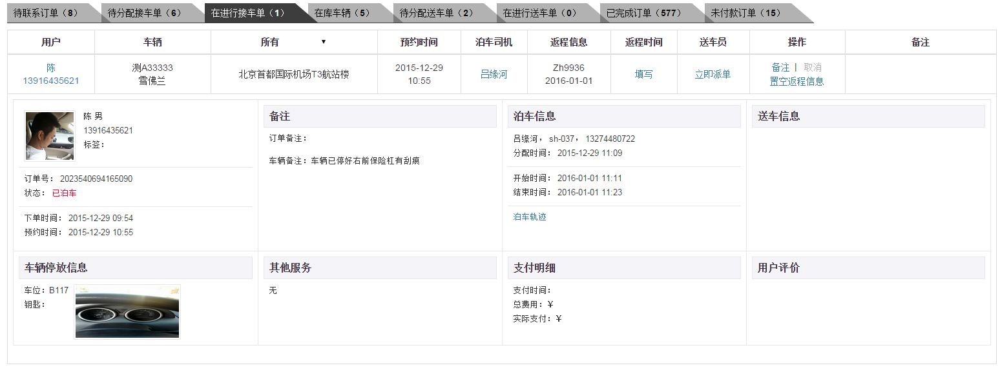 待联系订单（8） 待分配接车单（6） 在进行接车单（1） 在库车辆（5） 待分配送车单（2） 在进行送车单（0） 已完成订单（577） 未付款订单（15）
用户 车辆 所有 ▼ 预约时间 泊车司机 返程信息 返程时间 送车员 操作 备注
陈 测A33333 北京首都国际机场T3航站楼 2015-12-29 吕缘河 Zh9936 填写 立即派单 备注 | 取消
13916435621 雪佛兰 10:55 2016-01-01 置空返程信息
陈 男
13916435621
标签：
订单号： 2023540694165090
状态： 已泊车
下单时间： 2015-12-29 09:54
预约时间： 2015-12-29 10:55
备注
订单备注：
车辆备注：车辆已停好右前保险杠有刮痕
泊车信息
吕缘河， sh-037， 13274480722
分配时间： 2015-12-29 11:09
开始时间： 2016-01-01 11:11
结束时间： 2016-01-01 11:23
泊车轨迹
送车信息
车辆停放信息
车位：B117
钥匙：
其他服务
无
支付明细
支付时间：
总费用：￥
实际支付：￥
用户评价